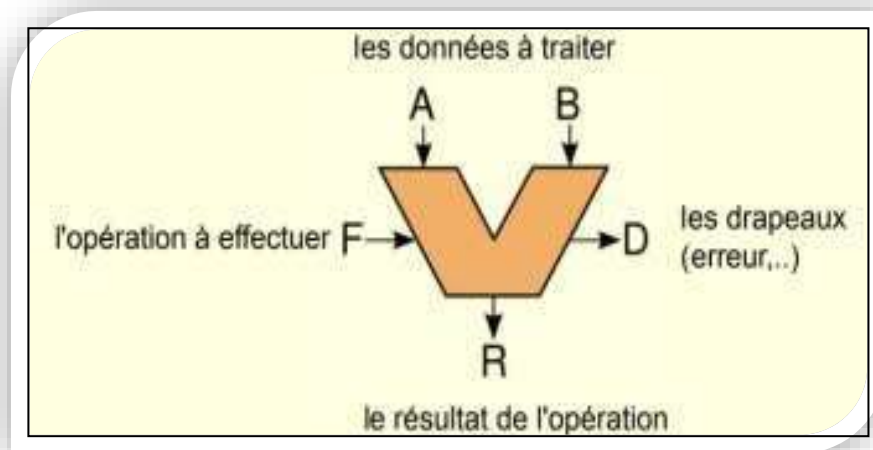 les données à traiter
A B
l'opération à effectuer F D les drapeaux
(erreur,..)
R
le résultat de l'opération